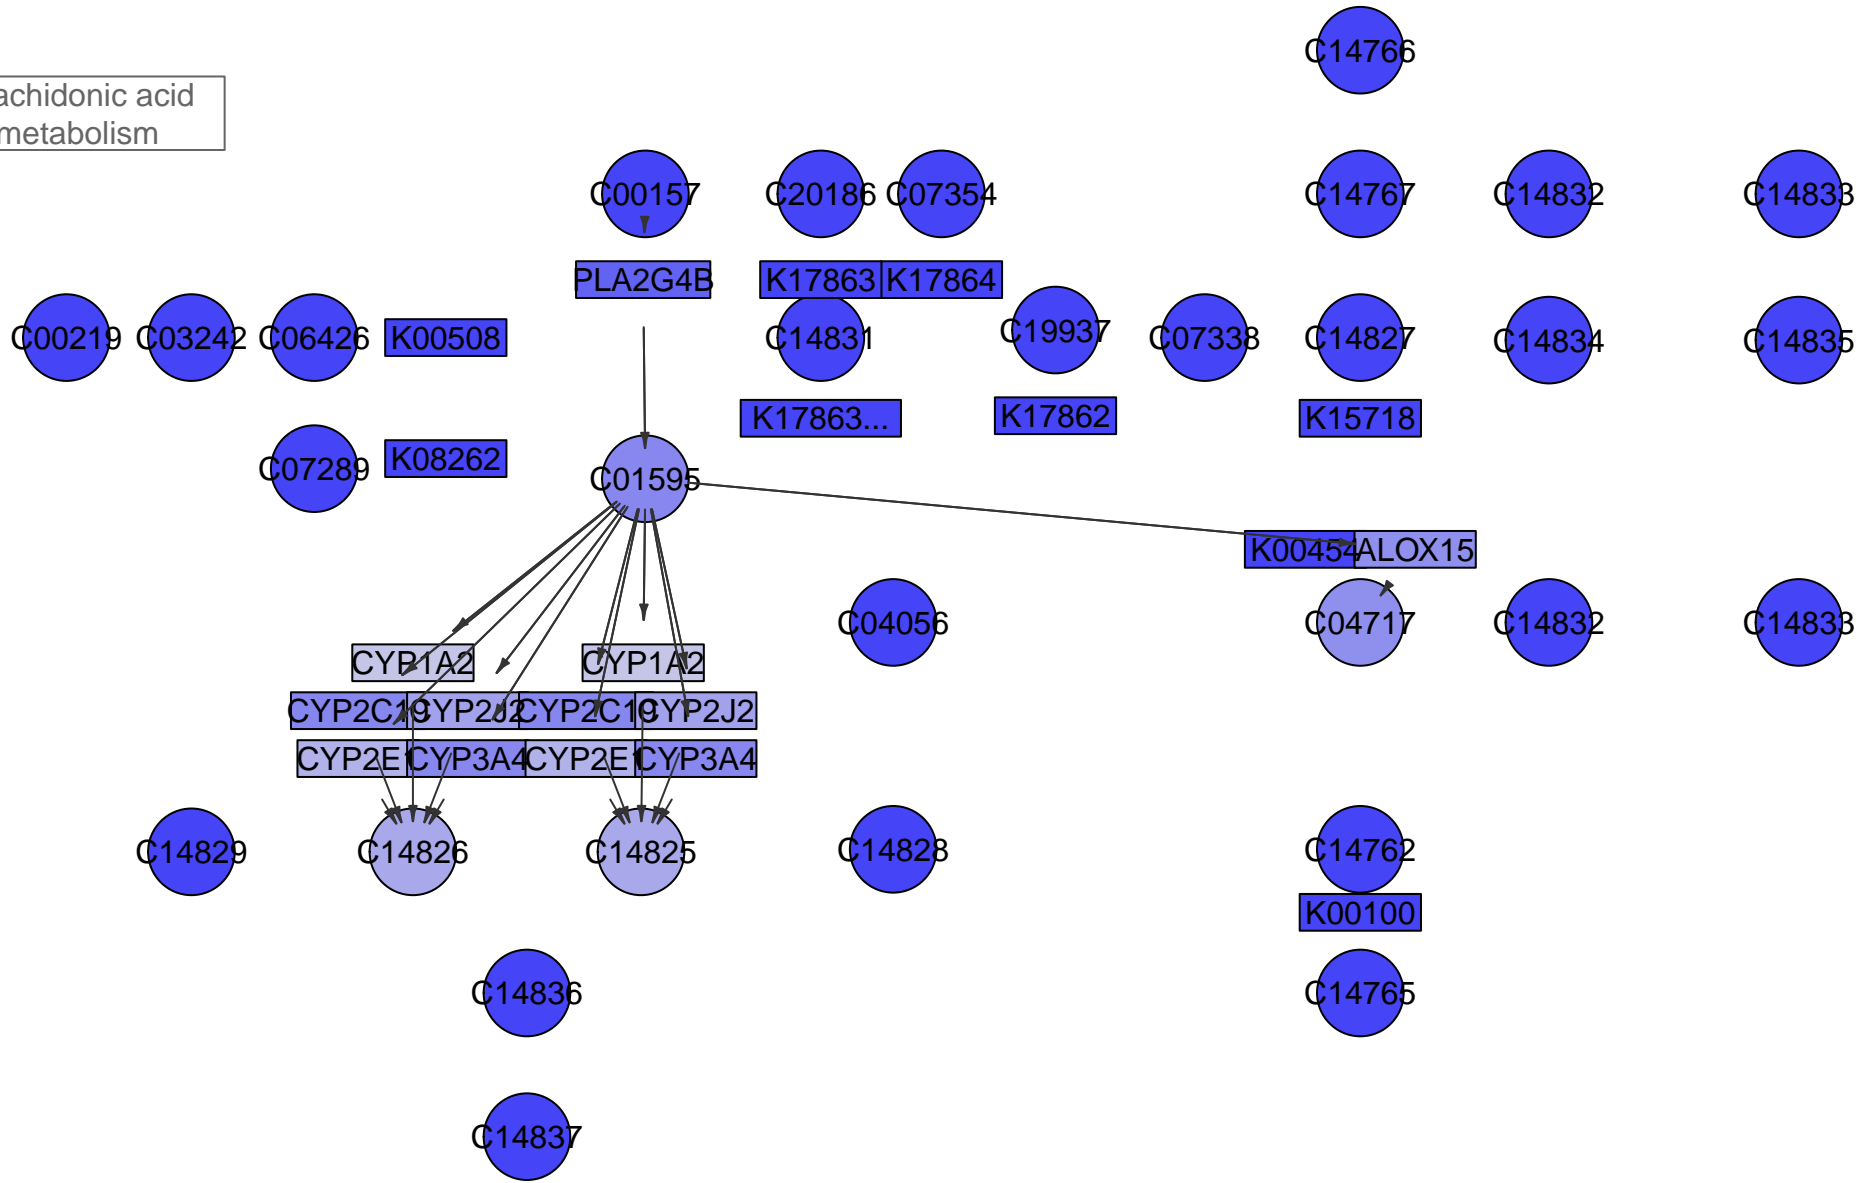 C14766
achidonic acid
metabolism
C00157
C20186
C07354
C14767
C14832
C14833
PLA2G4B
K17863
K17864
C00219
C03242
C06426
K00508
C14831
C19937
C07338
C14827
C14834
C14835
K17863...
K17862
K15718
C07289
K08262
C01595
K00454
ALOX15
C04056
C04717
C14832
C14833
CYP1A2
CYP1A2
CYP2C19
CYP2J2
CYP2C19
CYP2J2
CYP2E1
CYP3A4
CYP2E1
CYP3A4
C14829
C14826
C14825
C14828
C14762
K00100
C14836
C14765
C14837